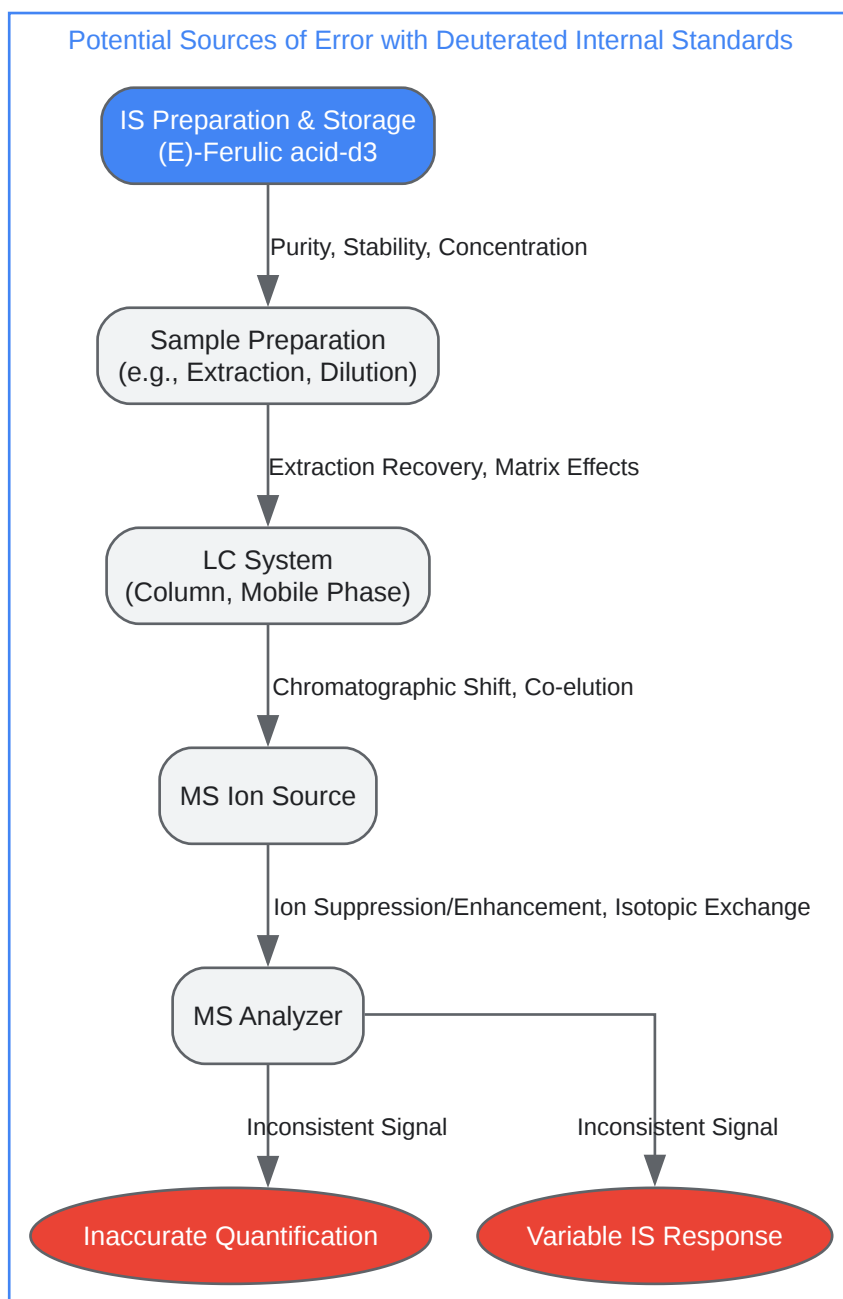 Potential Sources of Error with Deuterated Internal Standards
IS Preparation & Storage
(E)-Ferulic acid-d3
Purity, Stability, Concentration
Sample Preparation
(e.g., Extraction, Dilution)
Extraction Recovery, Matrix Effects
LC System
(Column, Mobile Phase)
Chromatographic Shift, Co-elution
MS Ion Source
Ion Suppression/Enhancement, Isotopic Exchange
MS Analyzer
Inconsistent Signal
Inconsistent Signal
Inaccurate Quantification
Variable IS Response